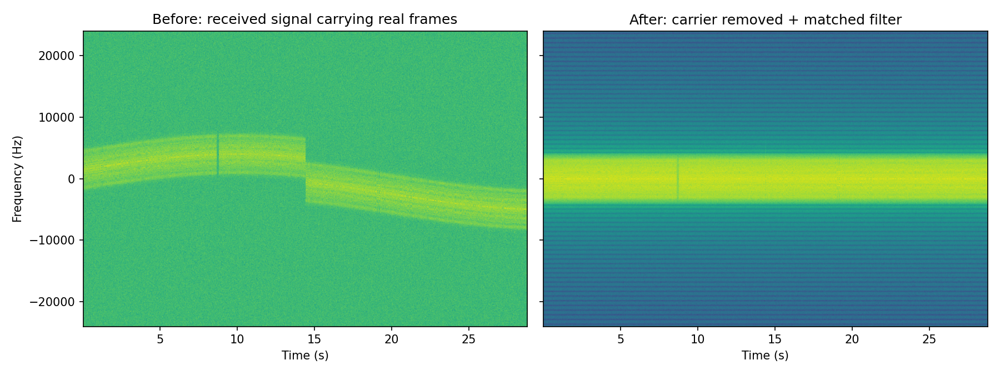 Before: received signal carrying real frames
After: carrier removed + matched filter
Frequency (Hz)
20000
10000
0
−10000
−20000
5 10 15 20 25
5 10 15 20 25
Time (s)
Time (s)